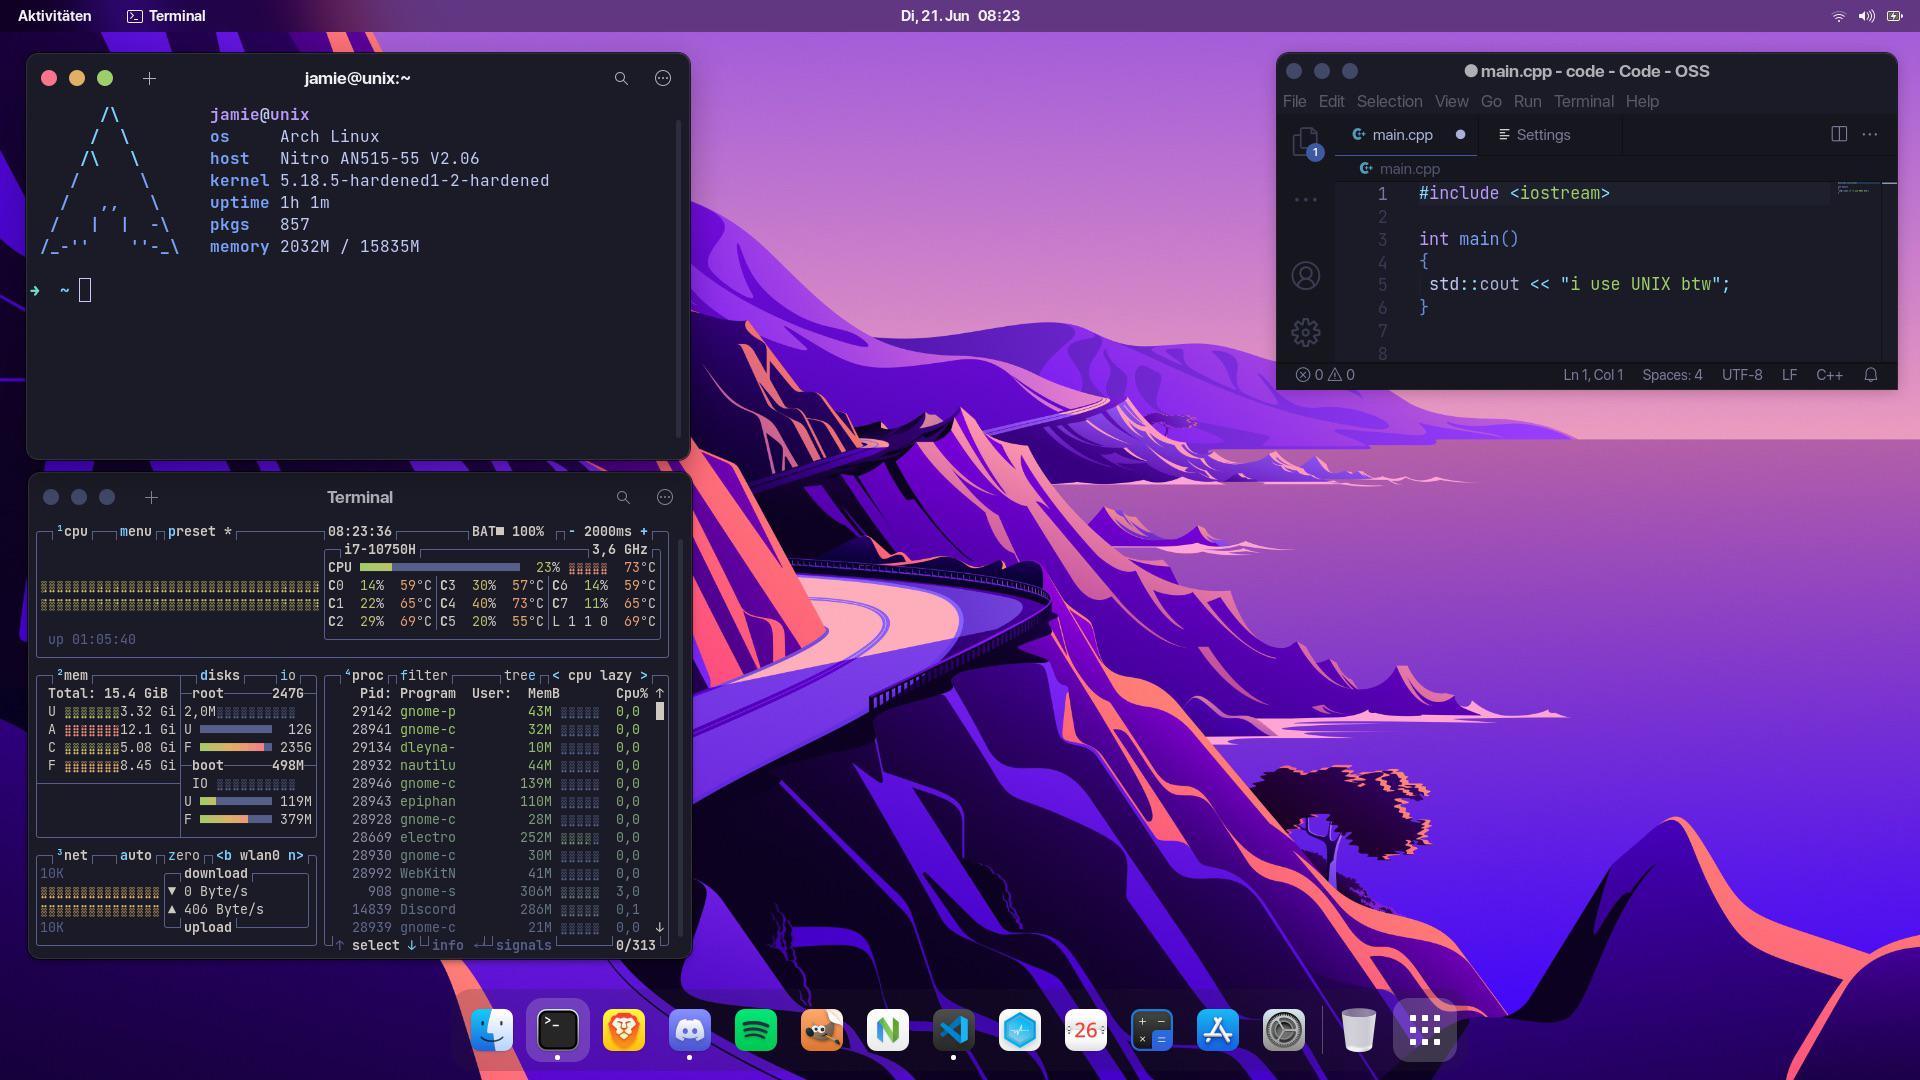 Aktivitäten Terminal Di, 21. Jun 08:23
jamie@unix:~
jamie@unix
os Arch Linux
host Nitro AN515-55 V2.06
kernel 5.18.5-hardened1-2-hardened
uptime 1h 1m
pkgs 857
memory 2032M / 15835M
➜ ~
main.cpp - code - Code - OSS
File Edit Selection View Go Run Terminal Help
main.cpp Settings
1
main.cpp
1 #include <iostream>
2
3 int main()
4 {
5 std::cout << "i use UNIX btw";
6 }
7
8
0 0 Ln 1, Col 1 Spaces: 4 UTF-8 LF C++
Terminal
1cpu menu preset * 08:23:36 BAT■ 100% - 2000ms +
i7-10750H 3,6 GHz
CPU 23% 73°C
C0 14% 59°C C3 30% 57°C C6 14% 59°C
C1 22% 65°C C4 40% 73°C C7 11% 65°C
C2 29% 69°C C5 20% 55°C L 1 1 0 69°C
up 01:05:40
2mem disks io
Total: 15.4 GiB root 247G
U 3.32 Gi 2,0M
A 12.1 Gi U 12G
C 5.08 Gi F 235G
F 8.45 Gi boot 498M
IO
U 119M
F 379M
3net auto zero <b wlan0 n>
10K download
▼ 0 Byte/s
▲ 406 Byte/s
10K upload
4proc filter tree < cpu lazy >
Pid: Program User: MemB Cpu% ↑
29142 gnome-p 43M 0,0
28941 gnome-c 32M 0,0
29134 dleyna- 10M 0,0
28932 nautilu 44M 0,0
28946 gnome-c 139M 0,0
28943 epiphan 110M 0,0
28928 gnome-c 28M 0,0
28669 electro 252M 0,0
28930 gnome-c 30M 0,0
28992 WebKitN 41M 0,0
908 gnome-s 306M 3,0
14839 Discord 286M 0,1
28939 gnome-c 21M 0,0 ↓
↑ select ↓ info ↵ signals 0/313
>_
26